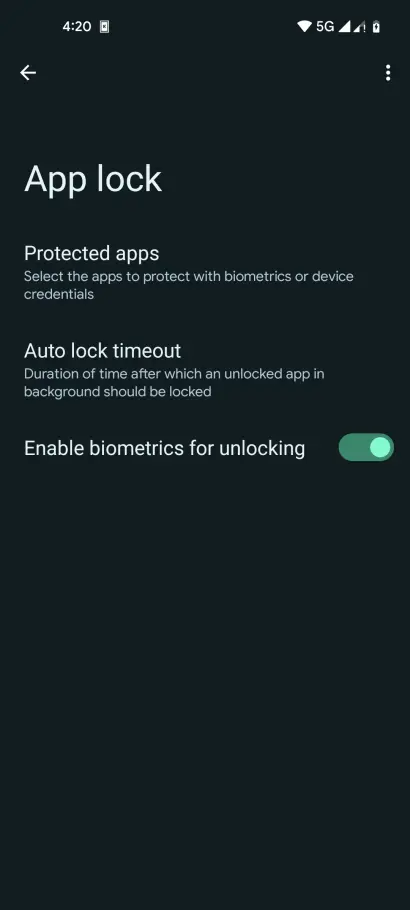 4:20
5G
App lock
Protected apps
Select the apps to protect with biometrics or device
credentials
Auto lock timeout
Duration of time after which an unlocked app in
background should be locked
Enable biometrics for unlocking